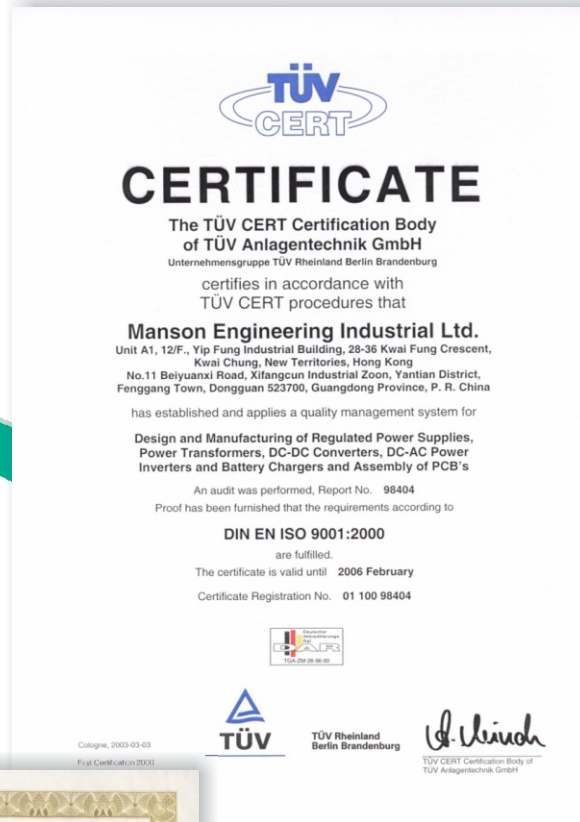 TÜV
CERT
CERTIFICATE
The TÜV CERT Certification Body
of TÜV Anlagentechnik GmbH
Unternehmensgruppe TÜV Rheinland Berlin Brandenburg
certifies in accordance with
TÜV CERT procedures that
Manson Engineering Industrial Ltd.
Unit A1, 12/F., Yip Fung Industrial Building, 28-36 Kwai Fung Crescent,
Kwai Chung, New Territories, Hong Kong
No.11 Beiyuanxi Road, Xifangcun Industrial Zoon, Yantian District,
Fenggang Town, Dongguan 523700, Guangdong Province, P. R. China
has established and applies a quality management system for
Design and Manufacturing of Regulated Power Supplies,
Power Transformers, DC-DC Converters, DC-AC Power
Inverters and Battery Chargers and Assembly of PCB's
An audit was performed, Report No. 98404
Proof has been furnished that the requirements according to
DIN EN ISO 9001:2000
are fulfilled.
The certificate is valid until 2006 February
Certificate Registration No. 01 100 98404
Deutscher
Akkreditierungs
Rat
DAR
TÜV
TÜV Rheinland
Berlin Brandenburg
Cologne, 2003-03-03
First Certification 2000
TÜV CERT Certification Body of
TÜV Anlagentechnik GmbH